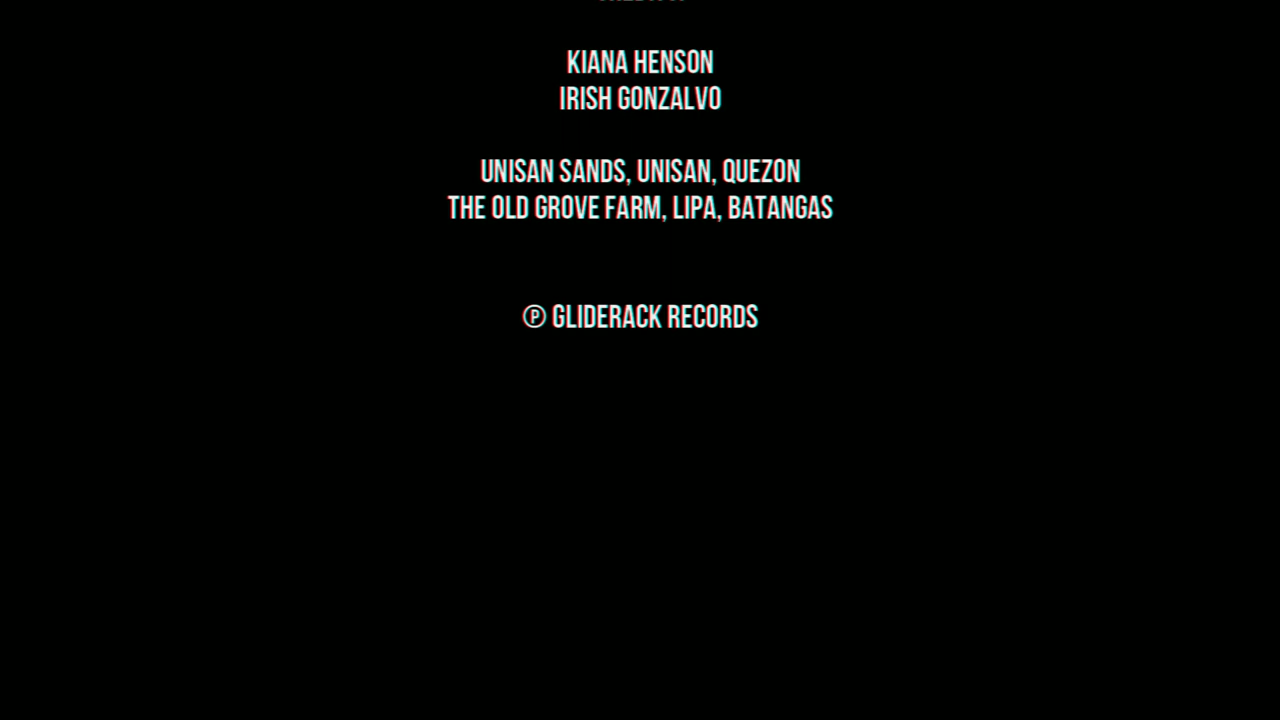 KIANA HENSON
IRISH GONZALVO
UNISAN SANDS, UNISAN, QUEZON
THE OLD GROVE FARM, LIPA, BATANGAS
℗ GLIDERACK RECORDS